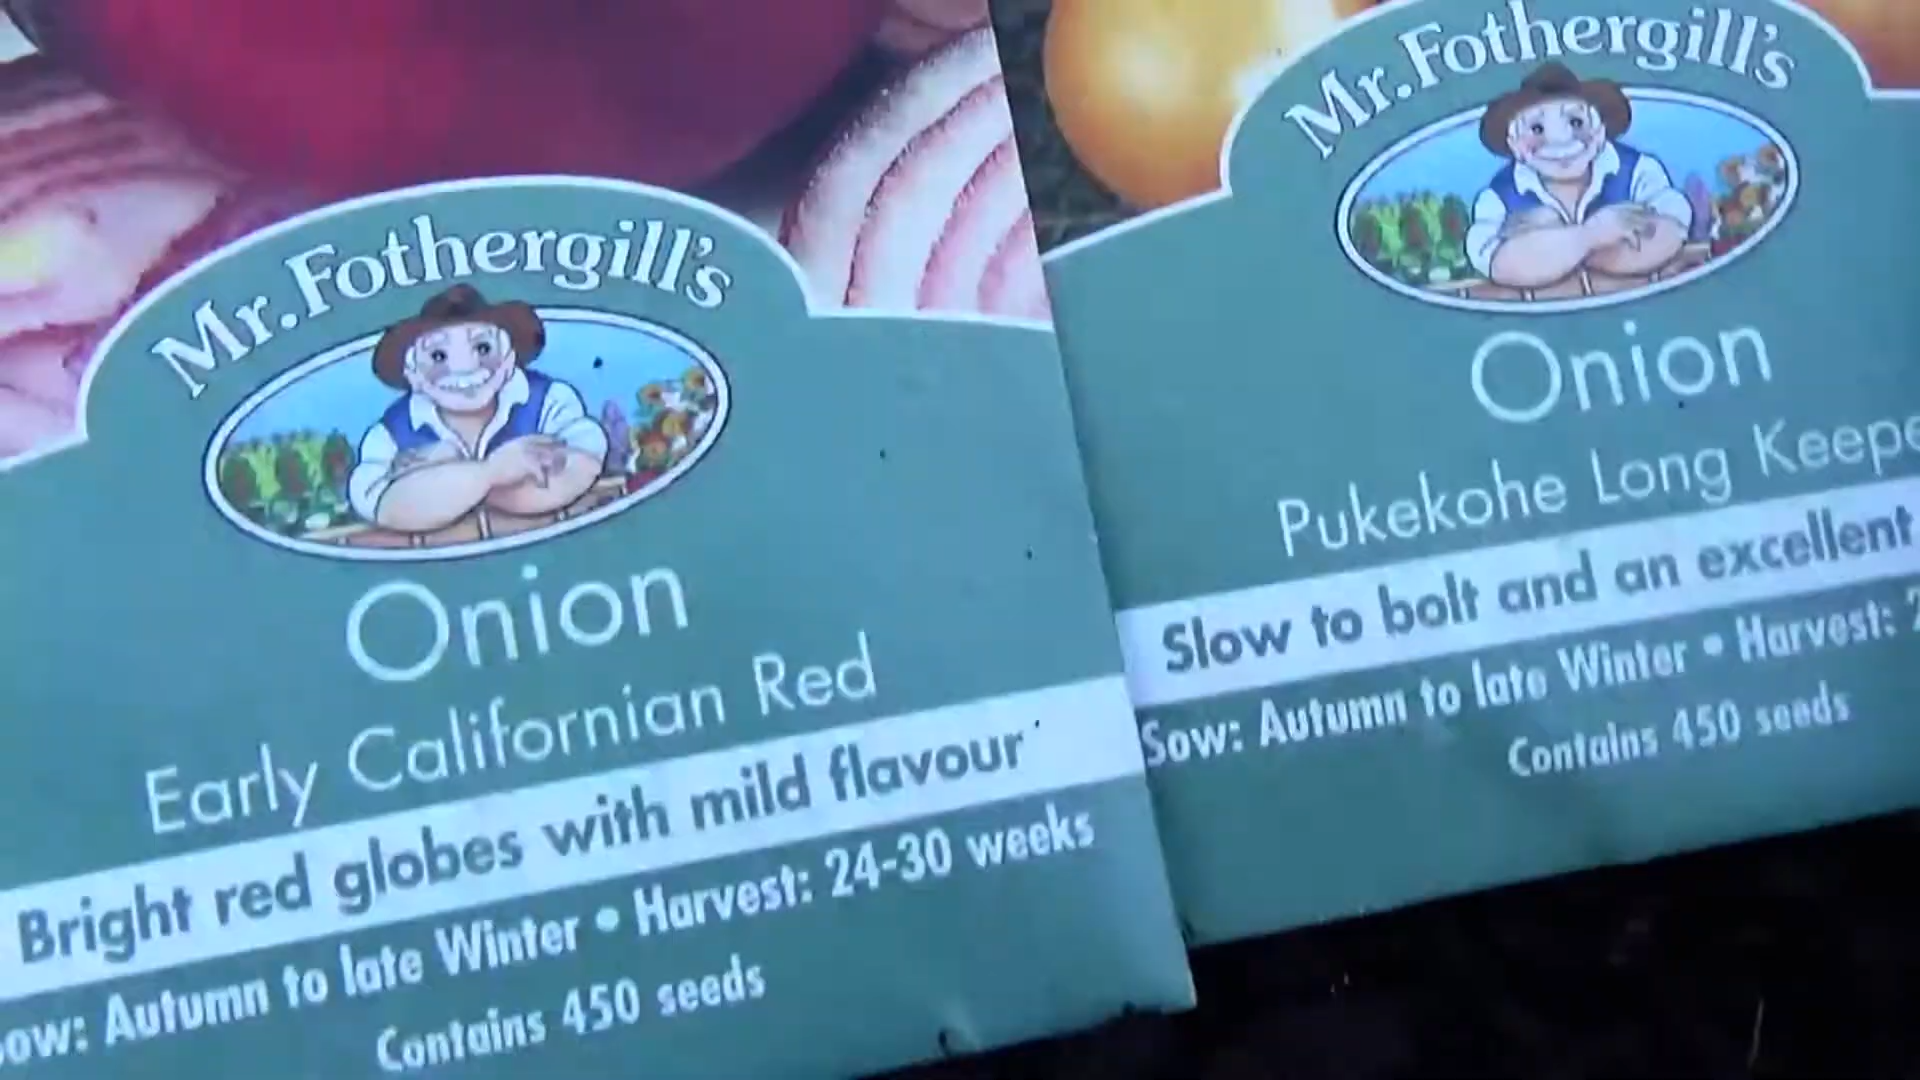 Mr. Fothergill's
Onion
Early Californian Red
Bright red globes with mild flavour
Sow: Autumn to late Winter • Harvest: 24-30 weeks
Contains 450 seeds
Mr. Fothergill's
Onion
Pukekohe Long Keepe
Slow to bolt and an excellent
Sow: Autumn to late Winter • Harvest: 2
Contains 450 seeds